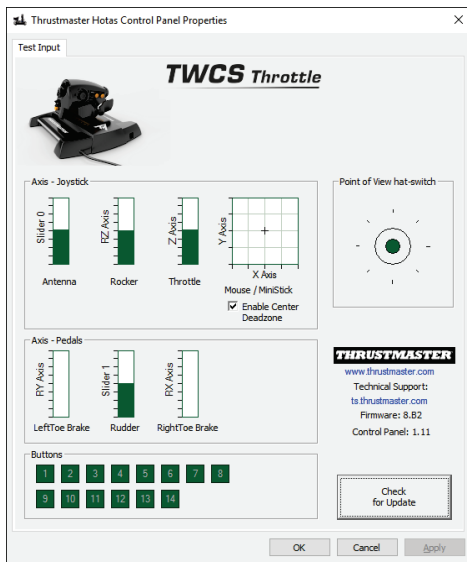 Thrustmaster Hotas Control Panel Properties
Test Input
TWCS Throttle
Axis - Joystick
Slider 0
RZ Axis
Z Axis
Y Axis
X Axis
Antenna
Rocker
Throttle
Mouse / MiniStick
Enable Center
Deadzone
Point of View hat-switch
Axis - Pedals
RY Axis
Slider 1
RX Axis
LeftToe Brake
Rudder
RightToe Brake
THRUSTMASTER
www.thrustmaster.com
Technical Support:
ts.thrustmaster.com
Firmware: 8.B2
Control Panel: 1.11
Buttons
1 2 3 4 5 6 7 8
9 10 11 12 13 14
Check
for Update
OK
Cancel
Apply